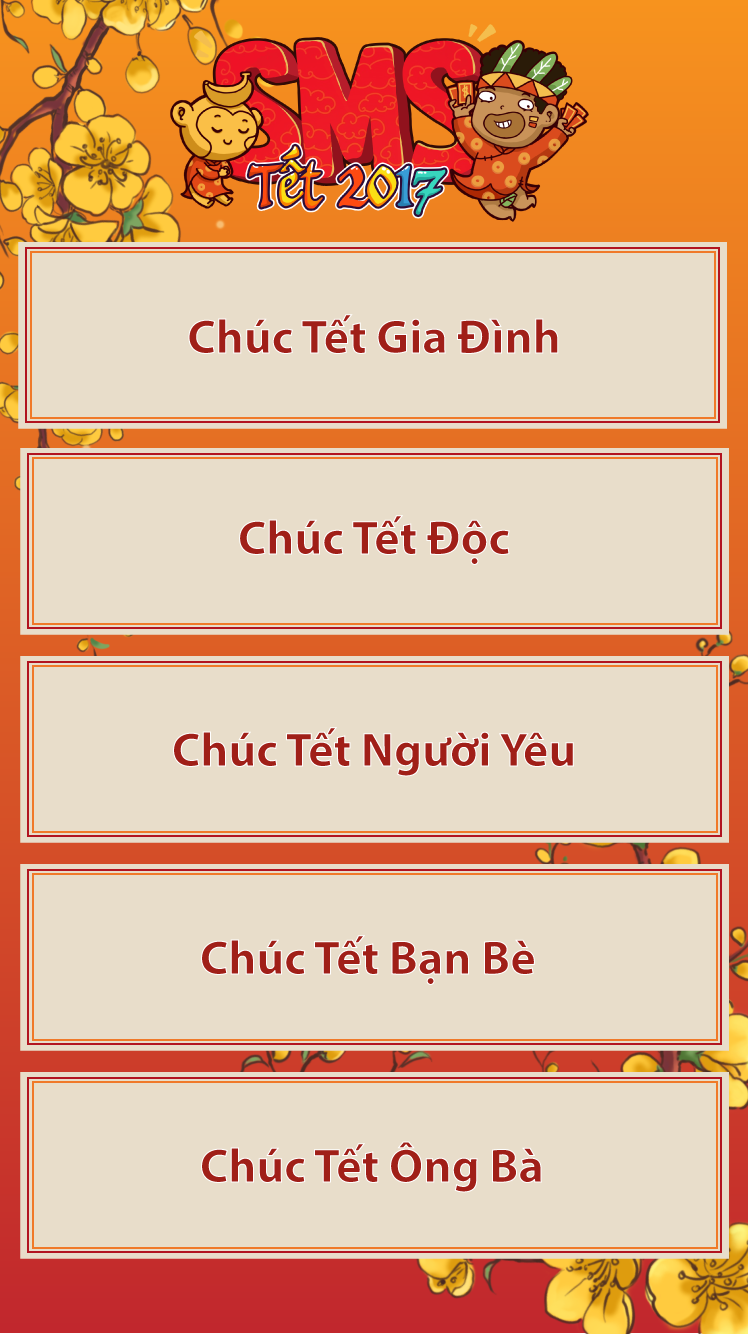 SMS
Tết 2017
Chúc Tết Gia Đình
Chúc Tết Độc
Chúc Tết Người Yêu
Chúc Tết Bạn Bè
Chúc Tết Ông Bà